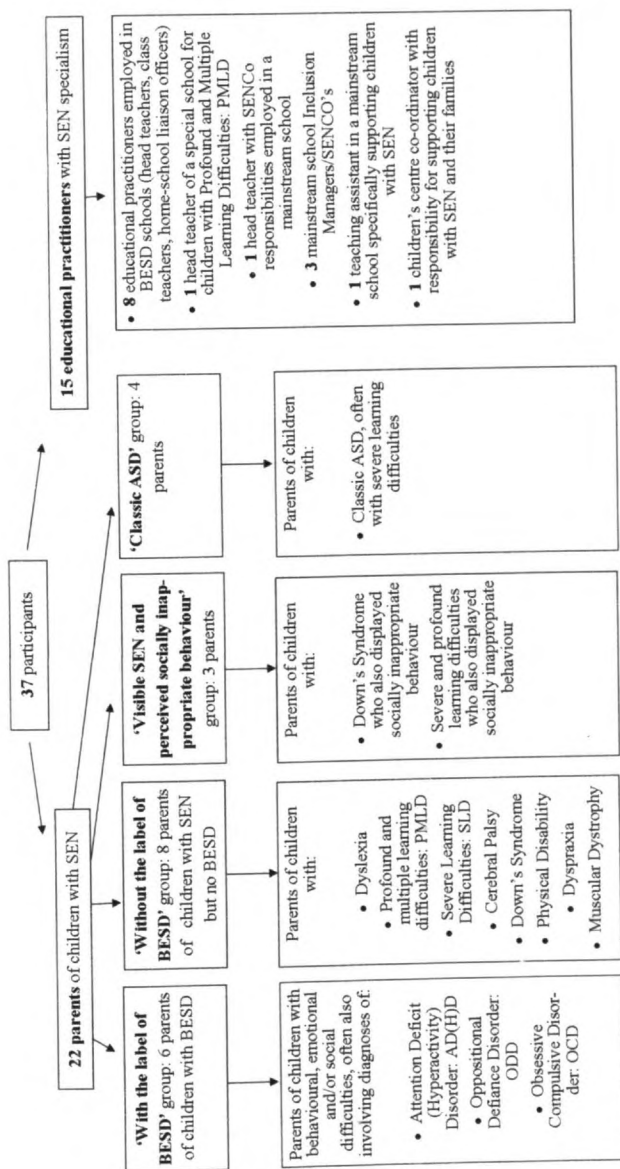 37 participants
22 parents of children with SEN
15 educational practitioners with SEN specialism
'With the label of
BESD' group: 6 parents
of children with BESD
'Without the label of
BESD' group: 8 parents
of children with SEN
but no BESD
'Visible SEN and
perceived socially inap-
propriate behaviour'
group: 3 parents
'Classic ASD' group: 4
parents
Parents of children with
behavioural, emotional
and/or social
difficulties, often also
involving diagnoses of:
• Attention Deficit
(Hyperactivity)
Disorder: AD(H)D
• Oppositional
Defiance Disorder:
ODD
• Obsessive
Compulsive Disor-
der: OCD
Parents of children
with:
• Dyslexia
• Profound and
multiple learning
difficulties: PMLD
• Severe Learning
Difficulties: SLD
• Cerebral Palsy
• Down's Syndrome
• Physical Disability
• Dyspraxia
• Muscular Dystrophy
Parents of children
with:
• Down's Syndrome
who also displayed
socially inappropriate
behaviour
• Severe and profound
learning difficulties
who also displayed
socially inappropriate
behaviour
Parents of children
with:
• Classic ASD, often
with severe learning
difficulties
• 8 educational practitioners employed in
BESD schools (head teachers, class
teachers, home-school liaison officers)
• 1 head teacher of a special school for
children with Profound and Multiple
Learning Difficulties: PMLD
• 1 head teacher with SENCo
responsibilities employed in a
mainstream school
• 3 mainstream school Inclusion
Managers/SENCO's
• 1 teaching assistant in a mainstream
school specifically supporting children
with SEN
• 1 children's centre co-ordinator with
responsibility for supporting children
with SEN and their families